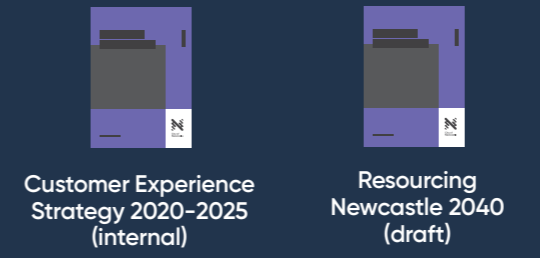 Customer Experience
Strategy 2020-2025
(internal)
Resourcing
Newcastle 2040
(draft)